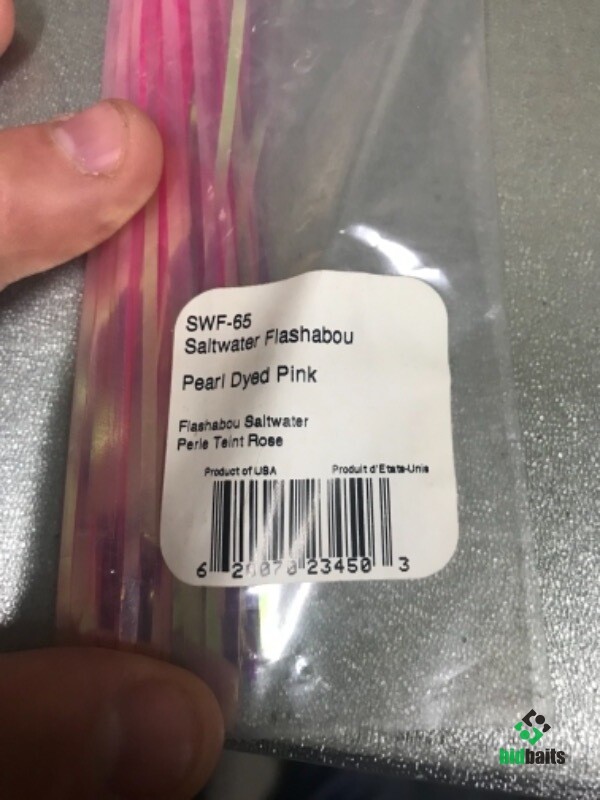 SWF-65
Saltwater Flashabou
Pearl Dyed Pink
Flashabou Saltwater
Perle Teint Rose
Product of USA Produit d'Etats-Unis
6 23450 3
bidbaits